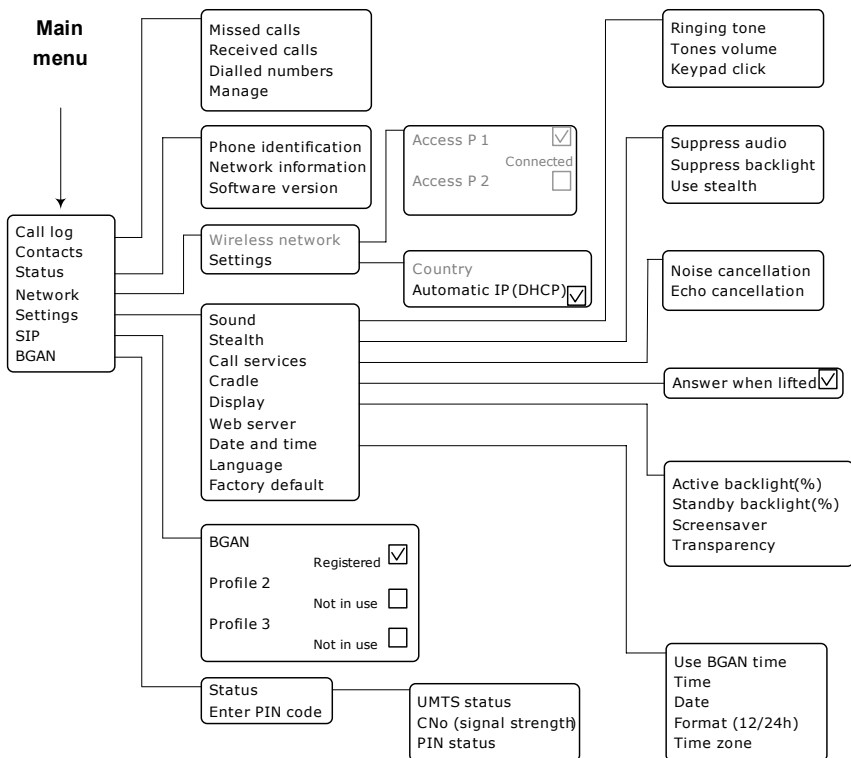 Main
menu
Call log
Contacts
Status
Network
Settings
SIP
BGAN
Missed calls
Received calls
Dialled numbers
Manage
Phone identification
Network information
Software version
Wireless network
Settings
Access P 1
Connected
Access P 2
Country
Automatic IP (DHCP)
Sound
Stealth
Call services
Cradle
Display
Web server
Date and time
Language
Factory default
BGAN
Registered
Profile 2
Not in use
Profile 3
Not in use
Status
Enter PIN code
UMTS status
CNo (signal strength)
PIN status
Ringing tone
Tones volume
Keypad click
Suppress audio
Suppress backlight
Use stealth
Noise cancellation
Echo cancellation
Answer when lifted
Active backlight(%)
Standby backlight(%)
Screensaver
Transparency
Use BGAN time
Time
Date
Format (12/24h)
Time zone